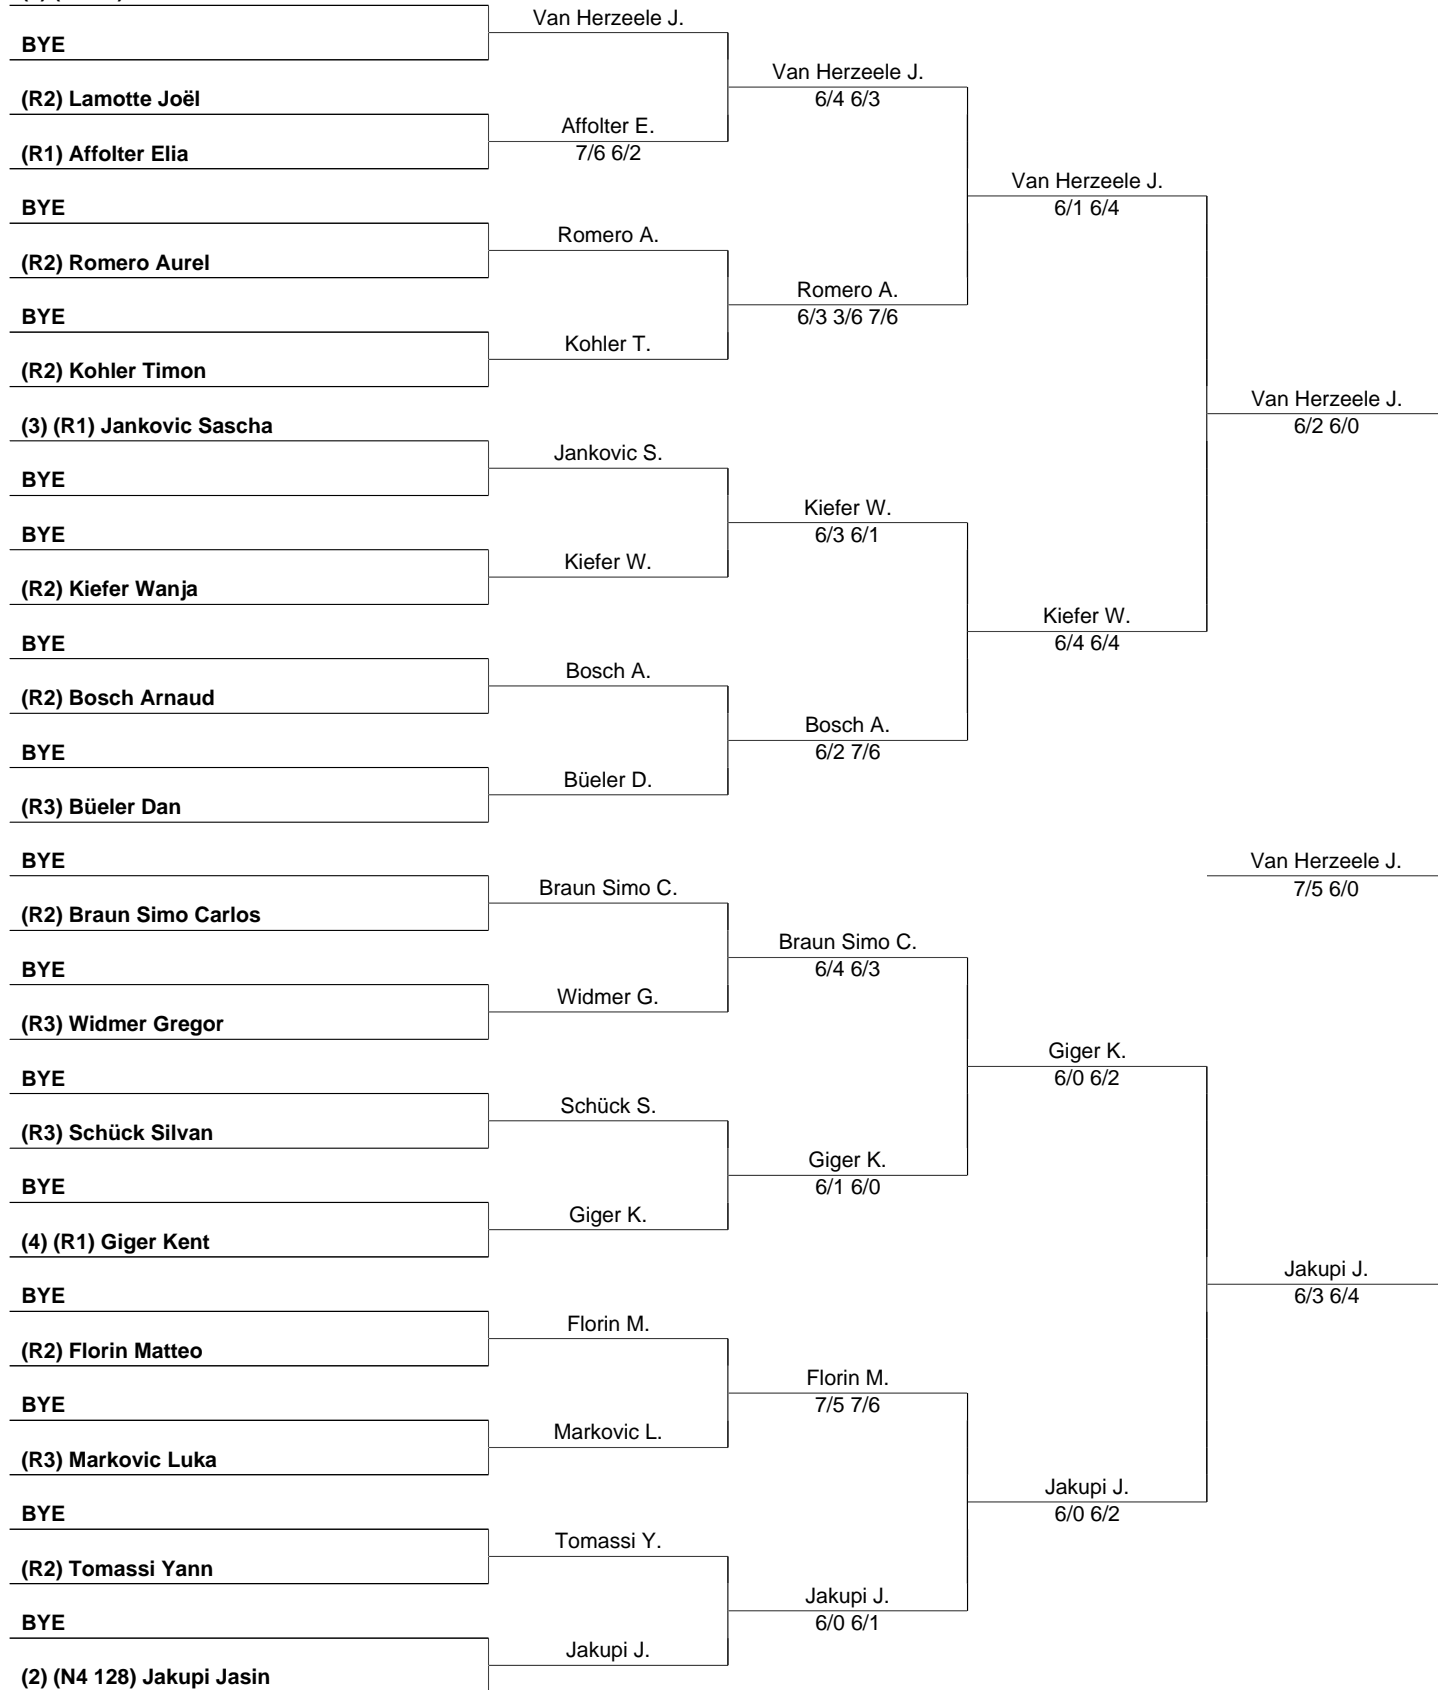 BYE
(R2) Lamotte Joël
(R1) Affolter Elia
BYE
(R2) Romero Aurel
BYE
(R2) Kohler Timon
(3) (R1) Jankovic Sascha
BYE
BYE
(R2) Kiefer Wanja
BYE
(R2) Bosch Arnaud
BYE
(R3) Büeler Dan
BYE
(R2) Braun Simo Carlos
BYE
(R3) Widmer Gregor
BYE
(R3) Schück Silvan
BYE
(4) (R1) Giger Kent
BYE
(R2) Florin Matteo
BYE
(R3) Markovic Luka
BYE
(R2) Tomassi Yann
BYE
(2) (N4 128) Jakupi Jasin
Van Herzeele J.
Affolter E.
7/6 6/2
Romero A.
Kohler T.
Jankovic S.
Kiefer W.
Bosch A.
Büeler D.
Braun Simo C.
Widmer G.
Schück S.
Giger K.
Florin M.
Markovic L.
Tomassi Y.
Jakupi J.
Van Herzeele J.
6/4 6/3
Romero A.
6/3 3/6 7/6
Kiefer W.
6/3 6/1
Bosch A.
6/2 7/6
Braun Simo C.
6/4 6/3
Giger K.
6/1 6/0
Florin M.
7/5 7/6
Jakupi J.
6/0 6/1
Van Herzeele J.
6/1 6/4
Kiefer W.
6/4 6/4
Giger K.
6/0 6/2
Jakupi J.
6/0 6/2
Van Herzeele J.
6/2 6/0
Van Herzeele J.
7/5 6/0
Jakupi J.
6/3 6/4